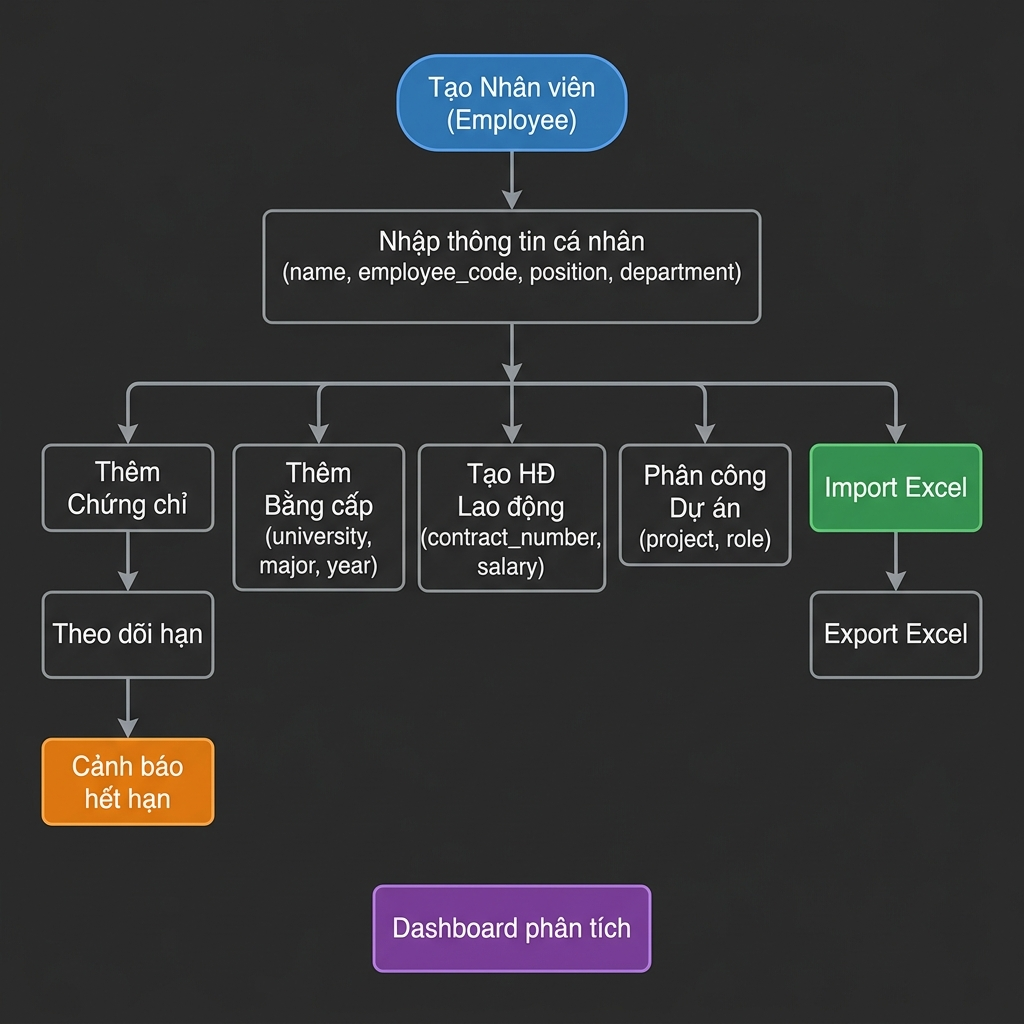 Tạo Nhân viên
(Employee)
Nhập thông tin cá nhân
(name, employee_code, position, department)
Thêm
Chứng chỉ
Thêm
Bằng cấp
(university,
major, year)
Tạo HĐ
Lao động
(contract_number,
salary)
Phân công
Dự án
(project, role)
Import Excel
Theo dõi hạn
Export Excel
Cảnh báo
hết hạn
Dashboard phân tích